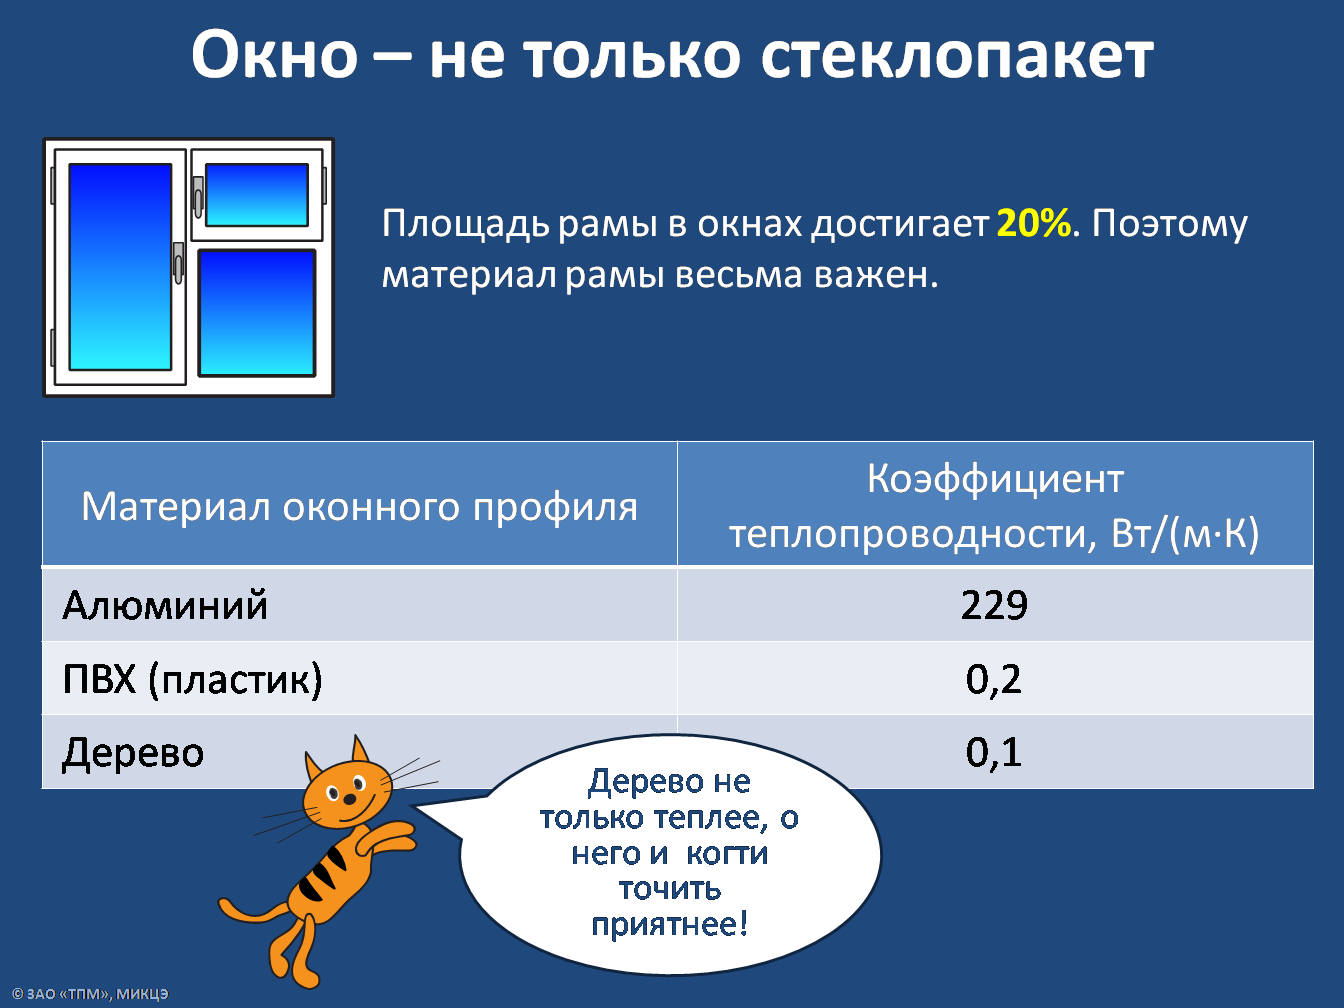 Окно – не только стеклопакет
Площадь рамы в окнах достигает 20%. Поэтому
материал рамы весьма важен.
Материал оконного профиля
Коэффициент
теплопроводности, Вт/(м·К)
Алюминий
229
ПВХ (пластик)
0,2
Дерево
0,1
Дерево не
только теплее, о
него и когти
точить
приятнее!
© ЗАО «ТПМ», МИКЦЭ